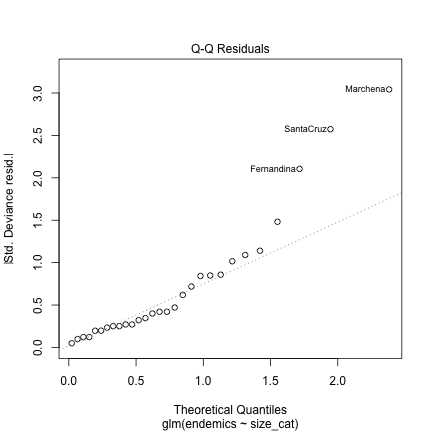 Q-Q Residuals
Marchena
SantaCruz
Fernandina
|Std. Deviance resid.|
0.0 0.5 1.0 1.5 2.0 2.5 3.0
0.0 0.5 1.0 1.5 2.0
Theoretical Quantiles
glm(endemics ~ size_cat)